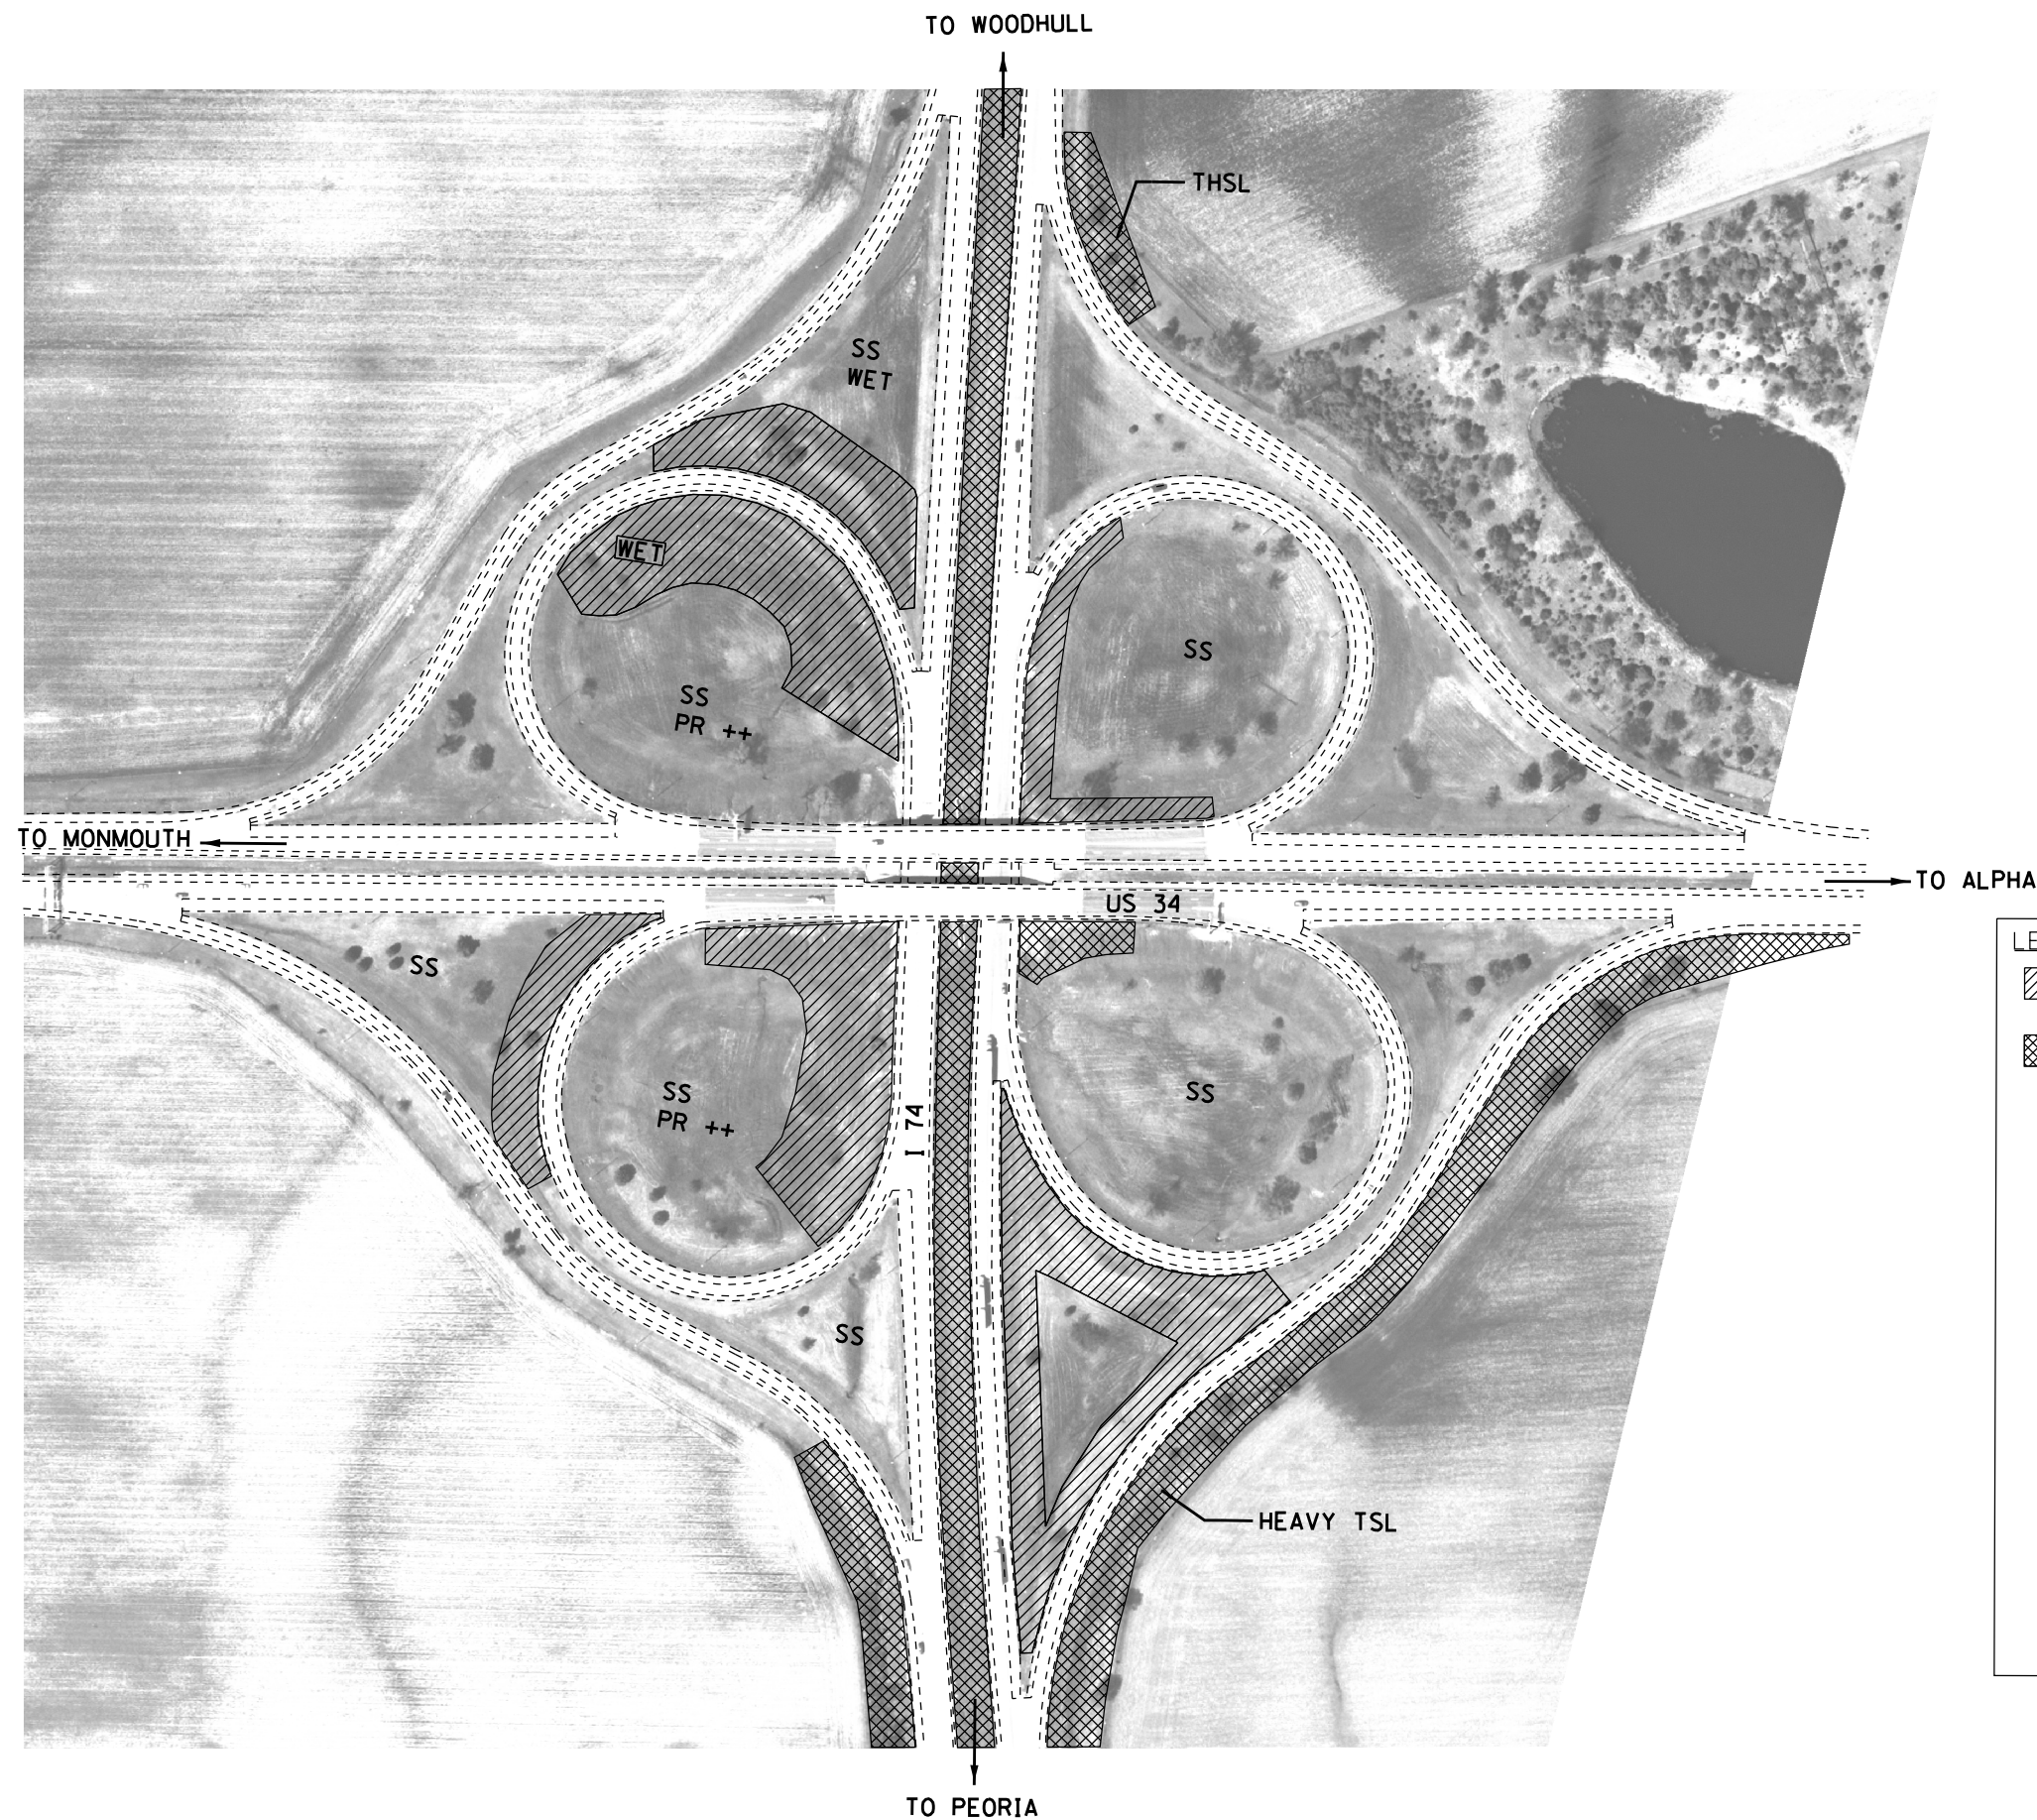 TO WOODHULL
THSL
SS
WET
WET
SS
SS
PR ++
TO MONMOUTH
TO ALPHA
US 34
SS
SS
PR ++
SS
I 74
SS
HEAVY TSL
TO PEORIA